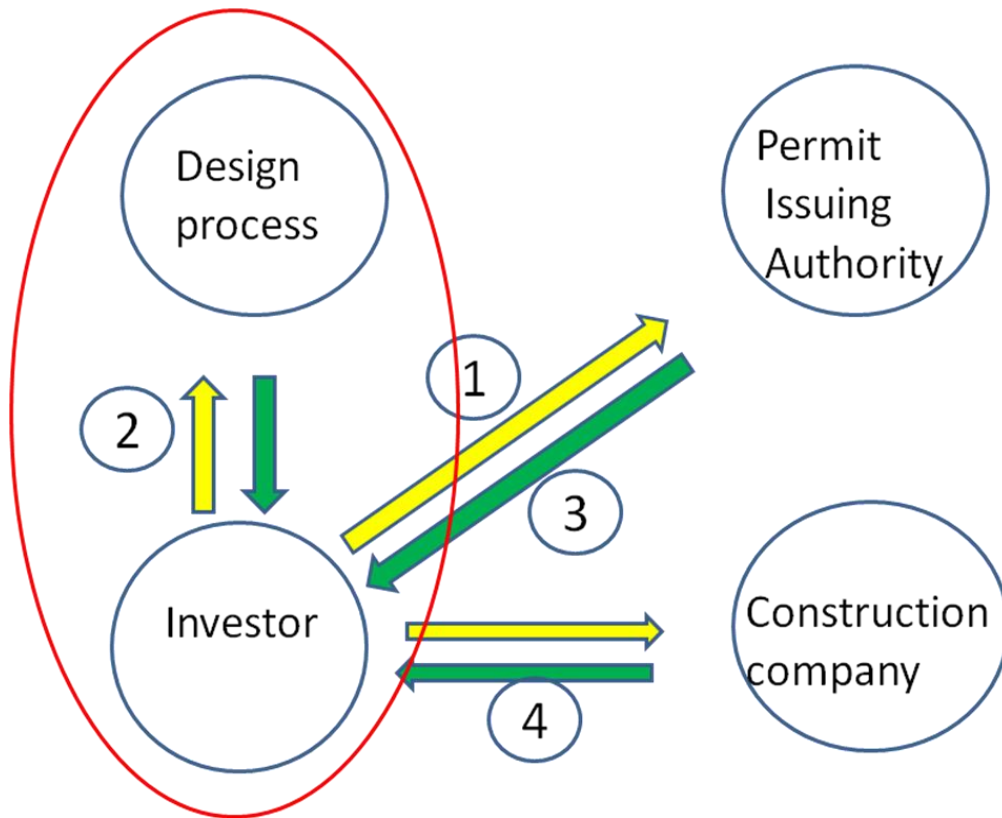 Design
process
Permit
Issuing
Authority
1
2
3
Investor
Construction
company
4